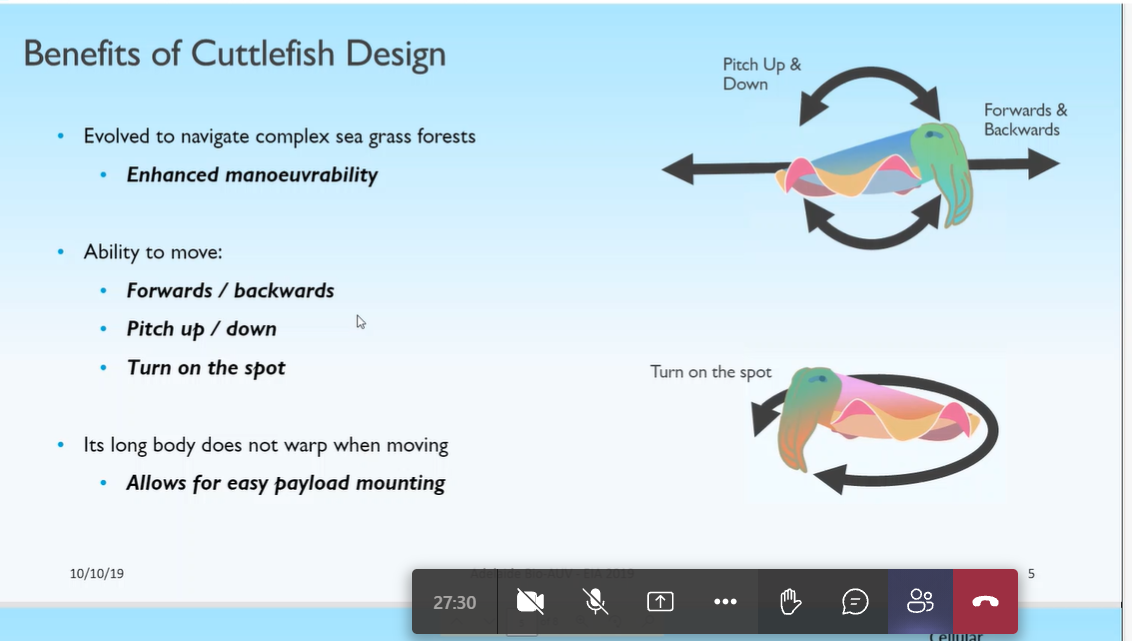 Benefits of Cuttlefish Design
Pitch Up &
Down
Forwards &
Backwards
• Evolved to navigate complex sea grass forests
• Enhanced manoeuvrability
• Ability to move:
• Forwards / backwards
• Pitch up / down
• Turn on the spot
Turn on the spot
• Its long body does not warp when moving
• Allows for easy payload mounting
10/10/19
Adelaide Bio-AUV - EIA 2019
5
27:30
Cellular